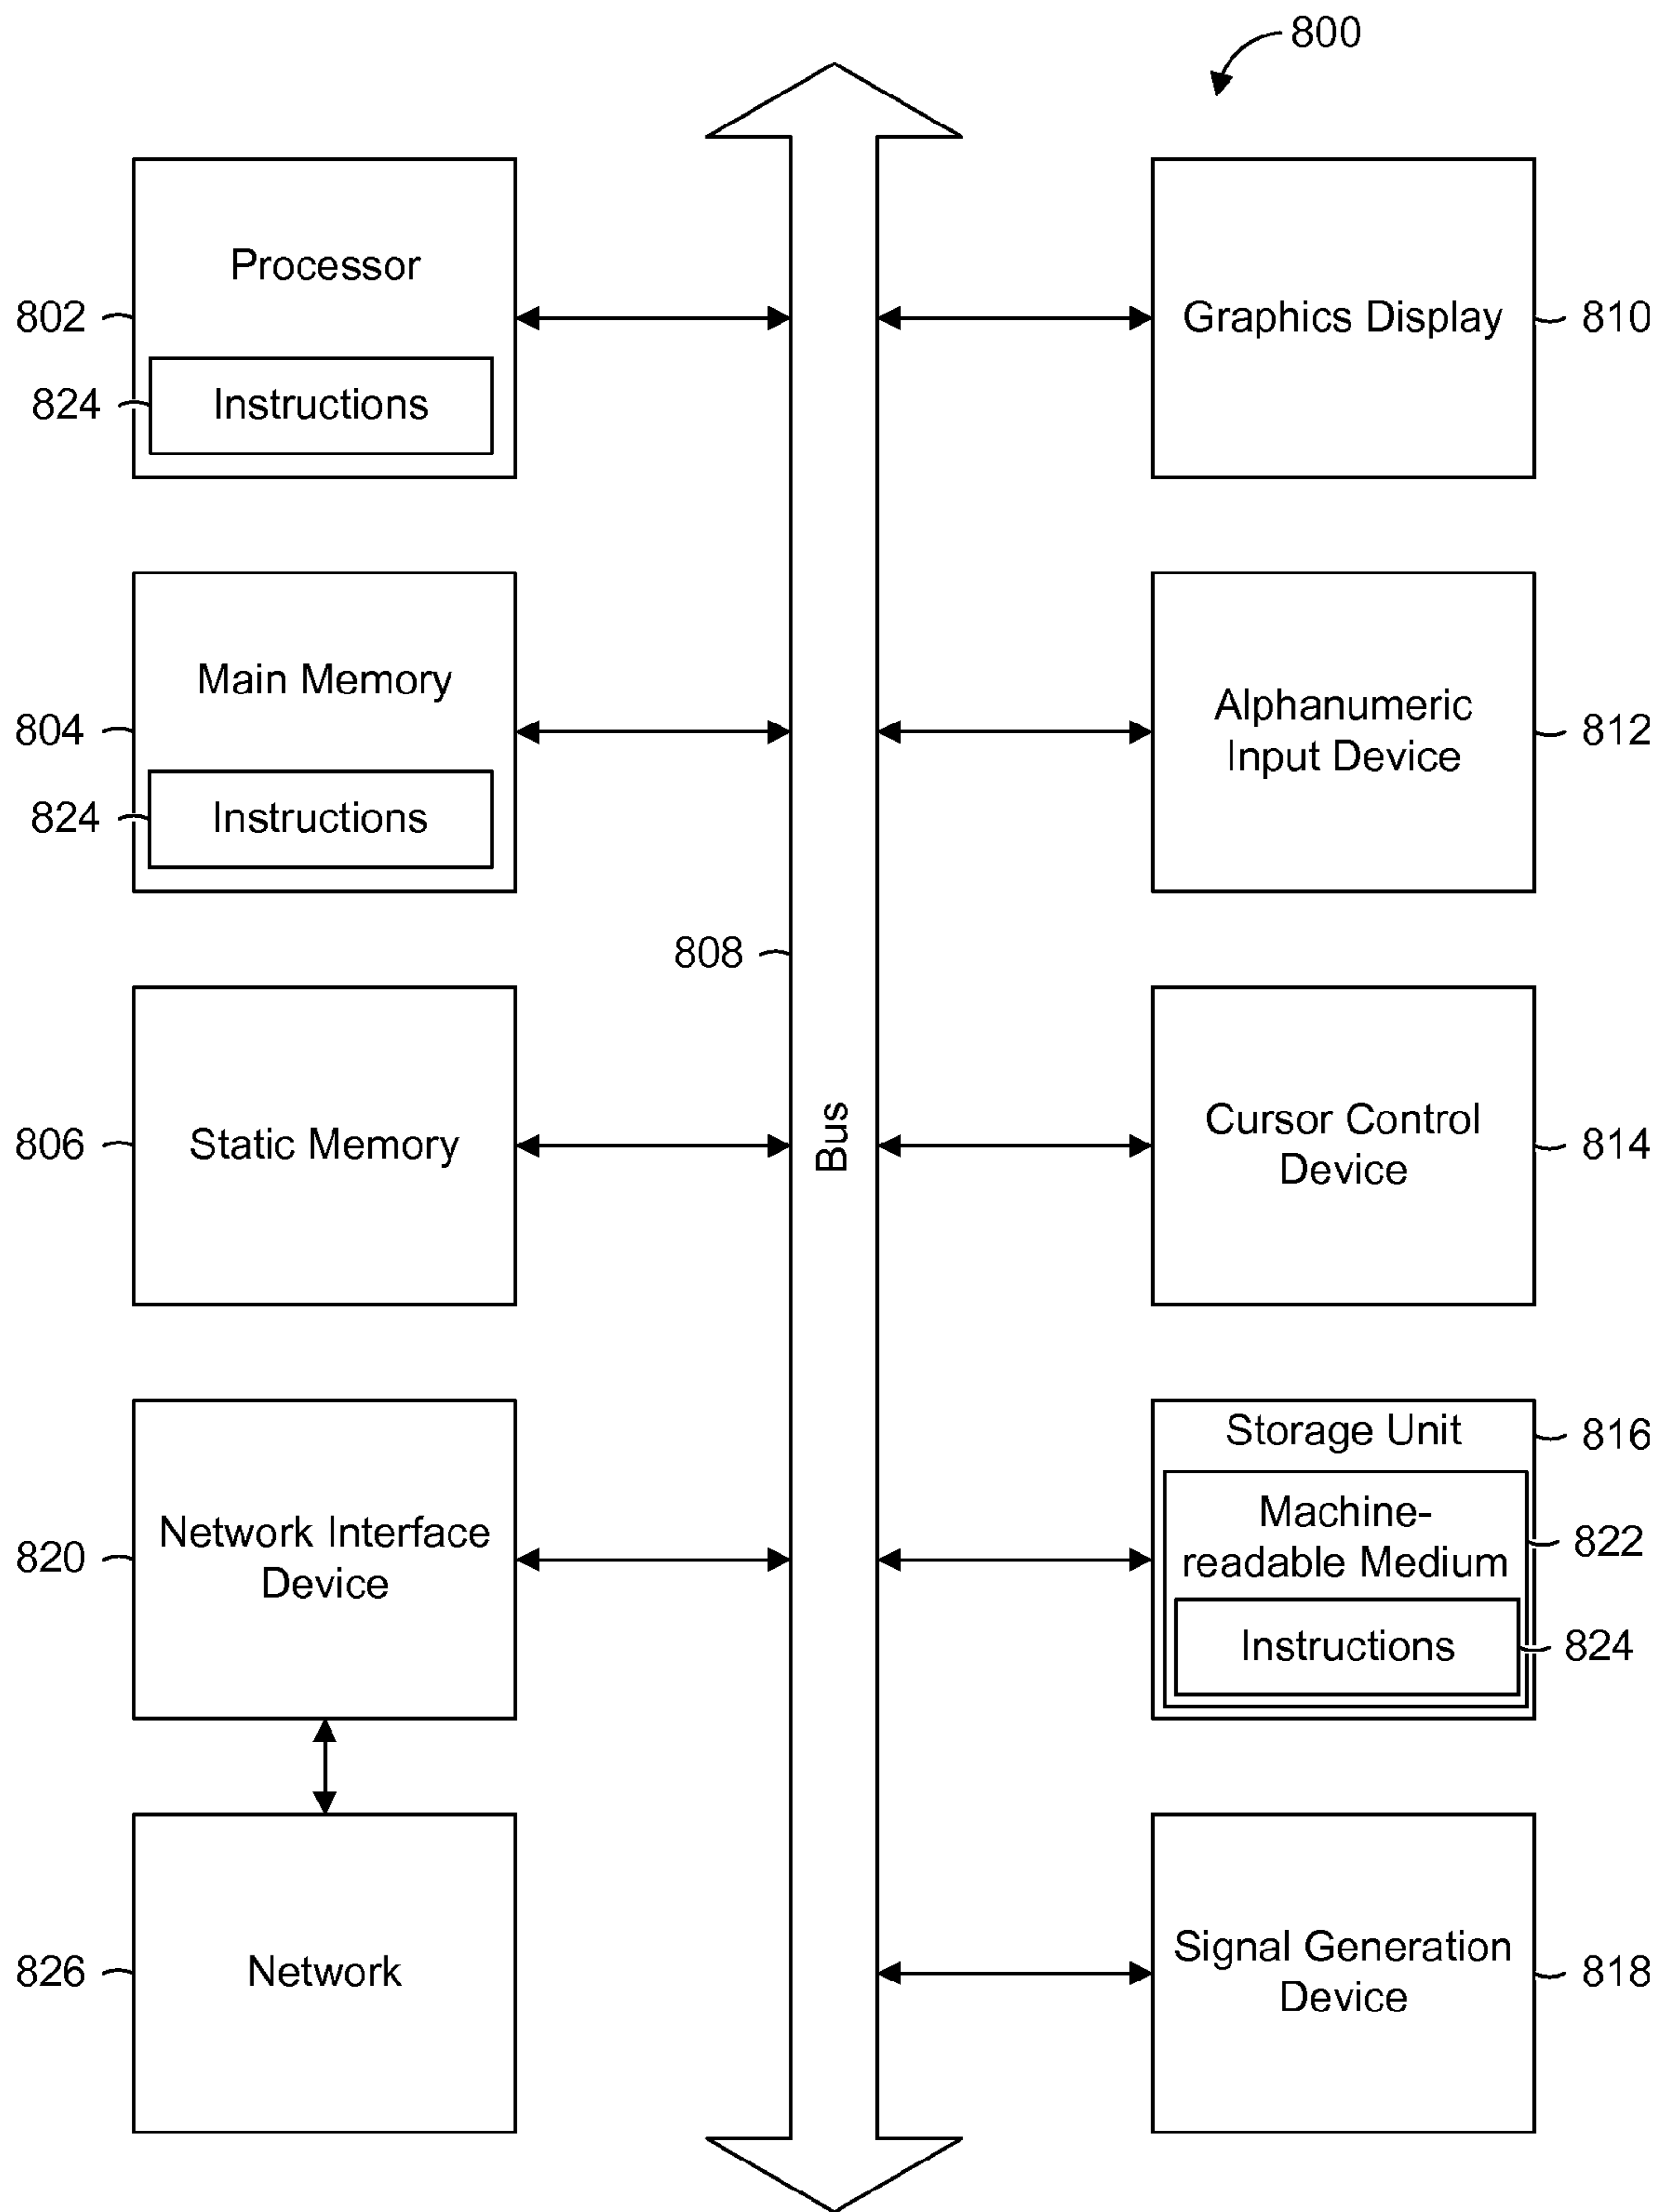 800
Processor
802
824
Instructions
Graphics Display
810
Main Memory
804
824
Instructions
Alphanumeric
Input Device
812
808
Bus
806
Static Memory
Cursor Control
Device
814
820
Network Interface
Device
Storage Unit
816
Machine-
readable Medium
822
Instructions
824
826
Network
Signal Generation
Device
818